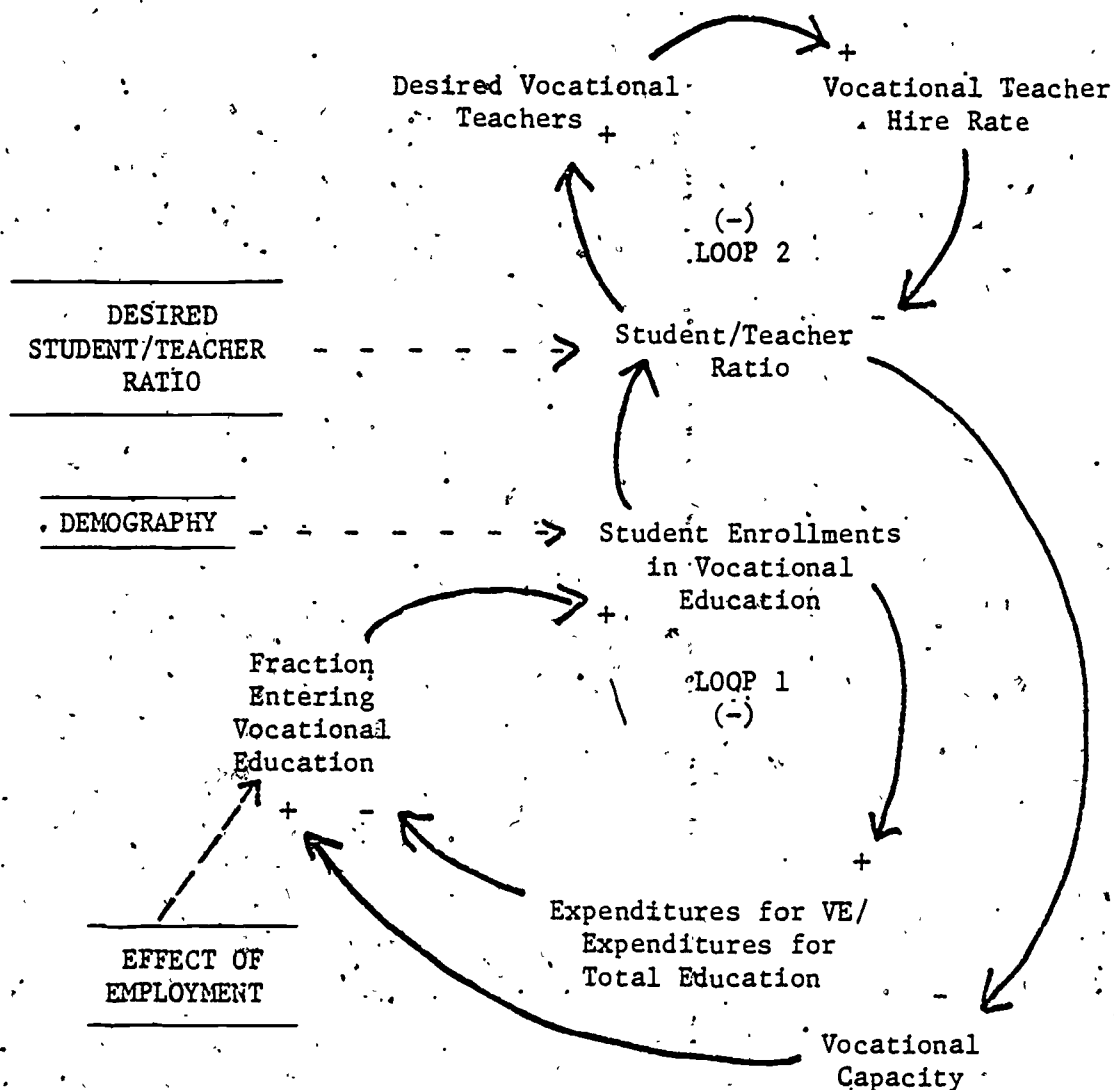 +
Desired Vocational
Teachers
+
Vocational Teacher
Hire Rate
(-)
LOOP 2
DESIRED
STUDENT/TEACHER
RATIO
-
Student/Teacher
Ratio
DEMOGRAPHY
Student Enrollments
in Vocational
Education
+
Fraction
Entering
Vocational
Education
LOOP 1
(-)
+ -
+
Expenditures for VE/
Expenditures for
Total Education
EFFECT OF
EMPLOYMENT
-
Vocational
Capacity